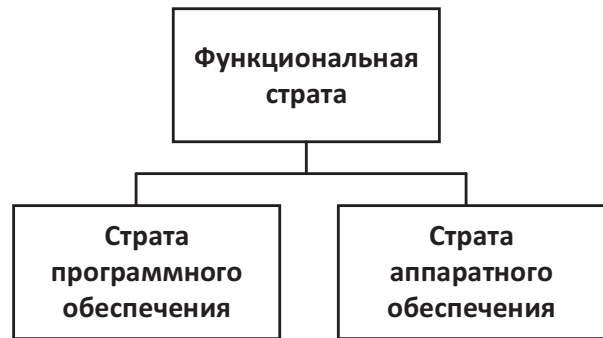 Функциональная
страта
Страта
программного
обеспечения
Страта
аппаратного
обеспечения